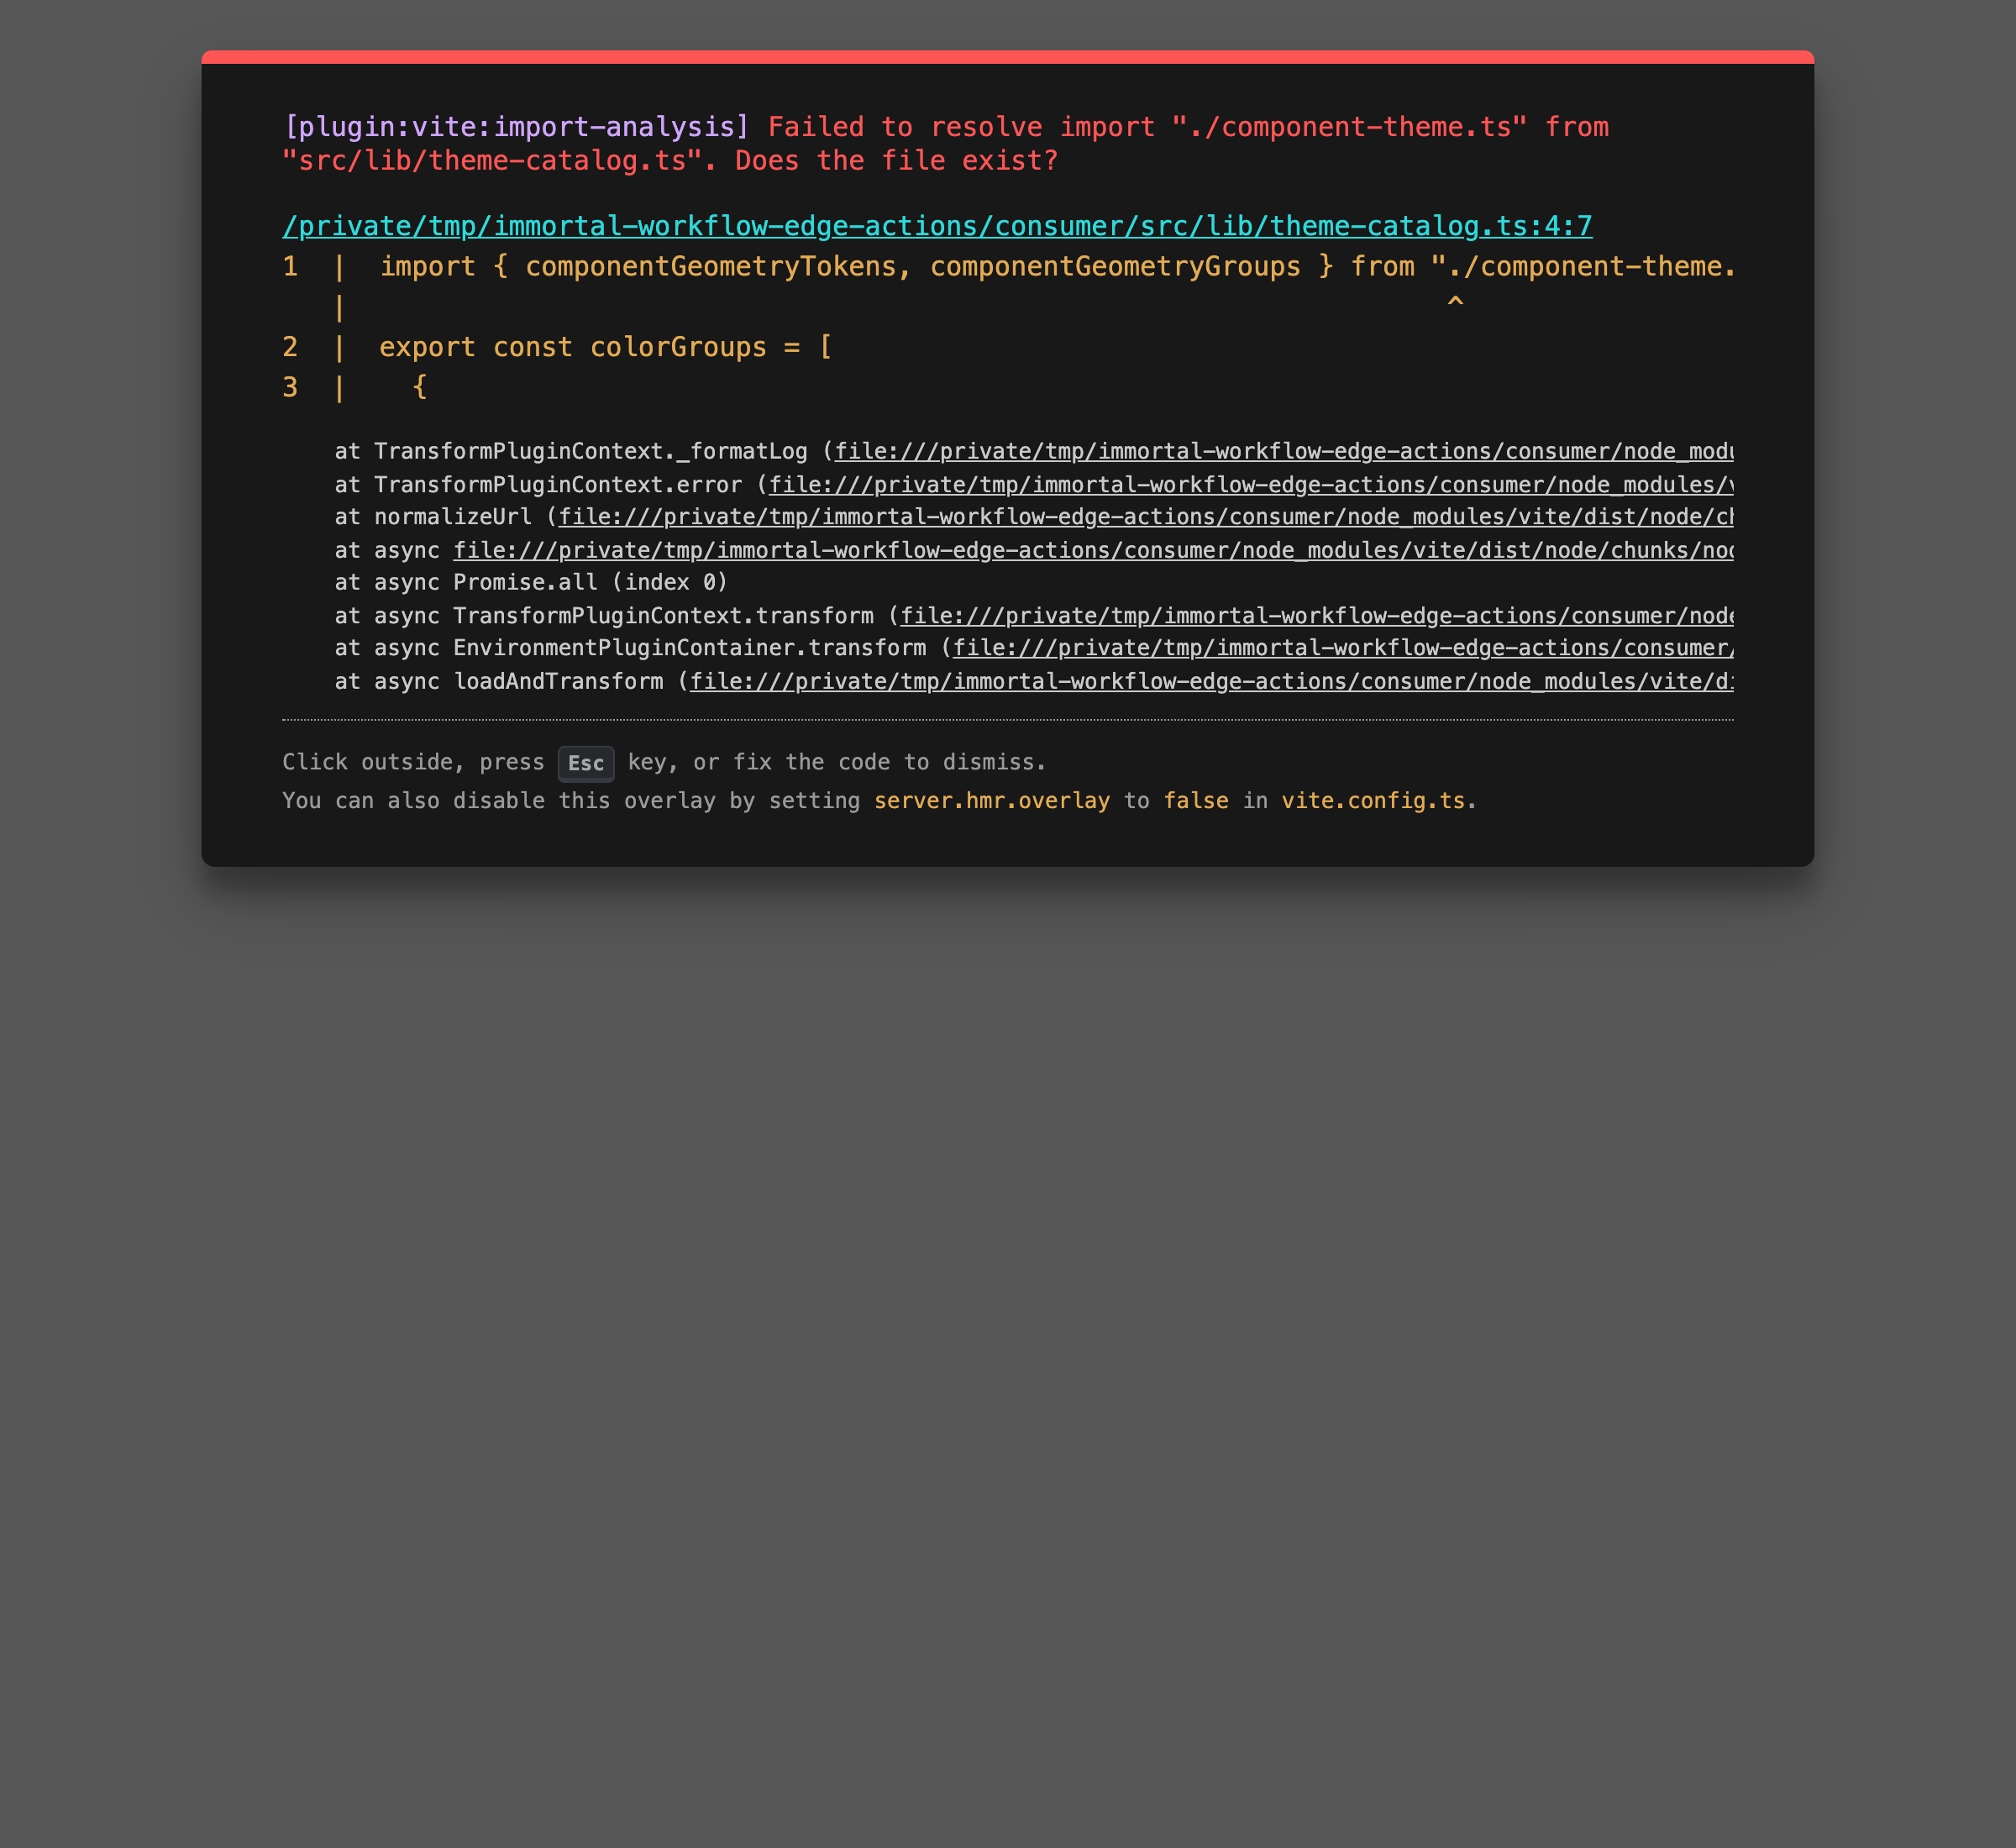 [plugin:vite:import-analysis] Failed to resolve import "./component-theme.ts" from
"src/lib/theme-catalog.ts". Does the file exist?
/private/tmp/immortal-workflow-edge-actions/consumer/src/lib/theme-catalog.ts:4:7
1  |  import { componentGeometryTokens, componentGeometryGroups } from "./component-theme.
   |                                                                   ^
2  |  export const colorGroups = [
3  |    {
    at TransformPluginContext._formatLog (file:///private/tmp/immortal-workflow-edge-actions/consumer/node_modu
    at TransformPluginContext.error (file:///private/tmp/immortal-workflow-edge-actions/consumer/node_modules/v
    at normalizeUrl (file:///private/tmp/immortal-workflow-edge-actions/consumer/node_modules/vite/dist/node/ch
    at async file:///private/tmp/immortal-workflow-edge-actions/consumer/node_modules/vite/dist/node/chunks/nod
    at async Promise.all (index 0)
    at async TransformPluginContext.transform (file:///private/tmp/immortal-workflow-edge-actions/consumer/node
    at async EnvironmentPluginContainer.transform (file:///private/tmp/immortal-workflow-edge-actions/consumer/
    at async loadAndTransform (file:///private/tmp/immortal-workflow-edge-actions/consumer/node_modules/vite/di
Click outside, press Esc key, or fix the code to dismiss.
You can also disable this overlay by setting server.hmr.overlay to false in vite.config.ts.